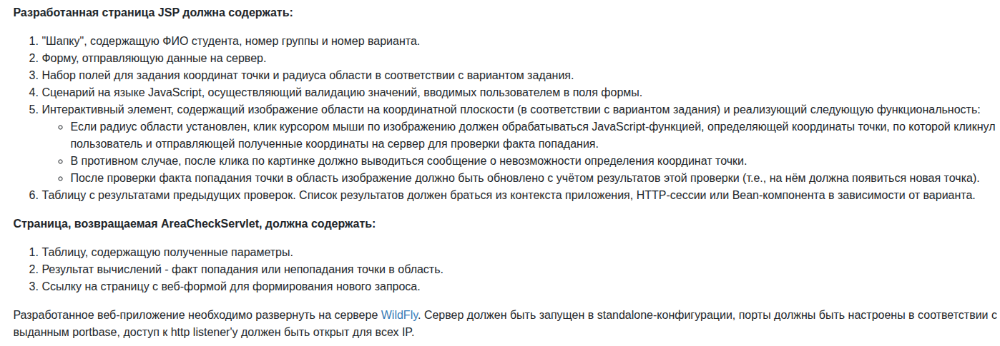 Разработанная страница JSP должна содержать:
1. "Шапку", содержащую ФИО студента, номер группы и номер варианта.
2. Форму, отправляющую данные на сервер.
3. Набор полей для задания координат точки и радиуса области в соответствии с вариантом задания.
4. Сценарий на языке JavaScript, осуществляющий валидацию значений, вводимых пользователем в поля формы.
5. Интерактивный элемент, содержащий изображение области на координатной плоскости (в соответствии с вариантом задания) и реализующий следующую функциональность:
○ Если радиус области установлен, клик курсором мыши по изображению должен обрабатываться JavaScript-функцией, определяющей координаты точки, по которой кликнул
пользователь и отправляющей полученные координаты на сервер для проверки факта попадания.
○ В противном случае, после клика по картинке должно выводиться сообщение о невозможности определения координат точки.
○ После проверки факта попадания точки в область изображение должно быть обновлено с учётом результатов этой проверки (т.е., на нём должна появиться новая точка).
6. Таблицу с результатами предыдущих проверок. Список результатов должен браться из контекста приложения, HTTP-сессии или Bean-компонента в зависимости от варианта.
Страница, возвращаемая AreaCheckServlet, должна содержать:
1. Таблицу, содержащую полученные параметры.
2. Результат вычислений - факт попадания или непопадания точки в область.
3. Ссылку на страницу с веб-формой для формирования нового запроса.
Разработанное веб-приложение необходимо развернуть на сервере WildFly. Сервер должен быть запущен в standalone-конфигурации, порты должны быть настроены в соответствии с
выданным portbase, доступ к http listener'у должен быть открыт для всех IP.